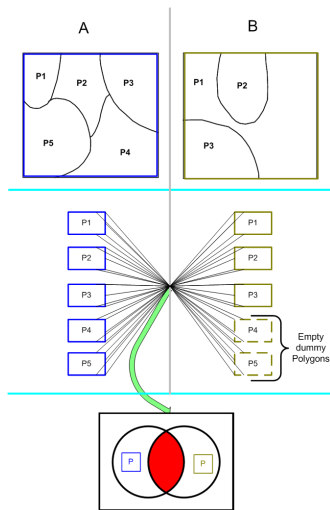 A B
P1 P2 P3
P5 P4
P1 P2
P3
P1
P2
P3
P4
P5
P1
P2
P3
P4
P5
Empty
dummy
Polygons
P P